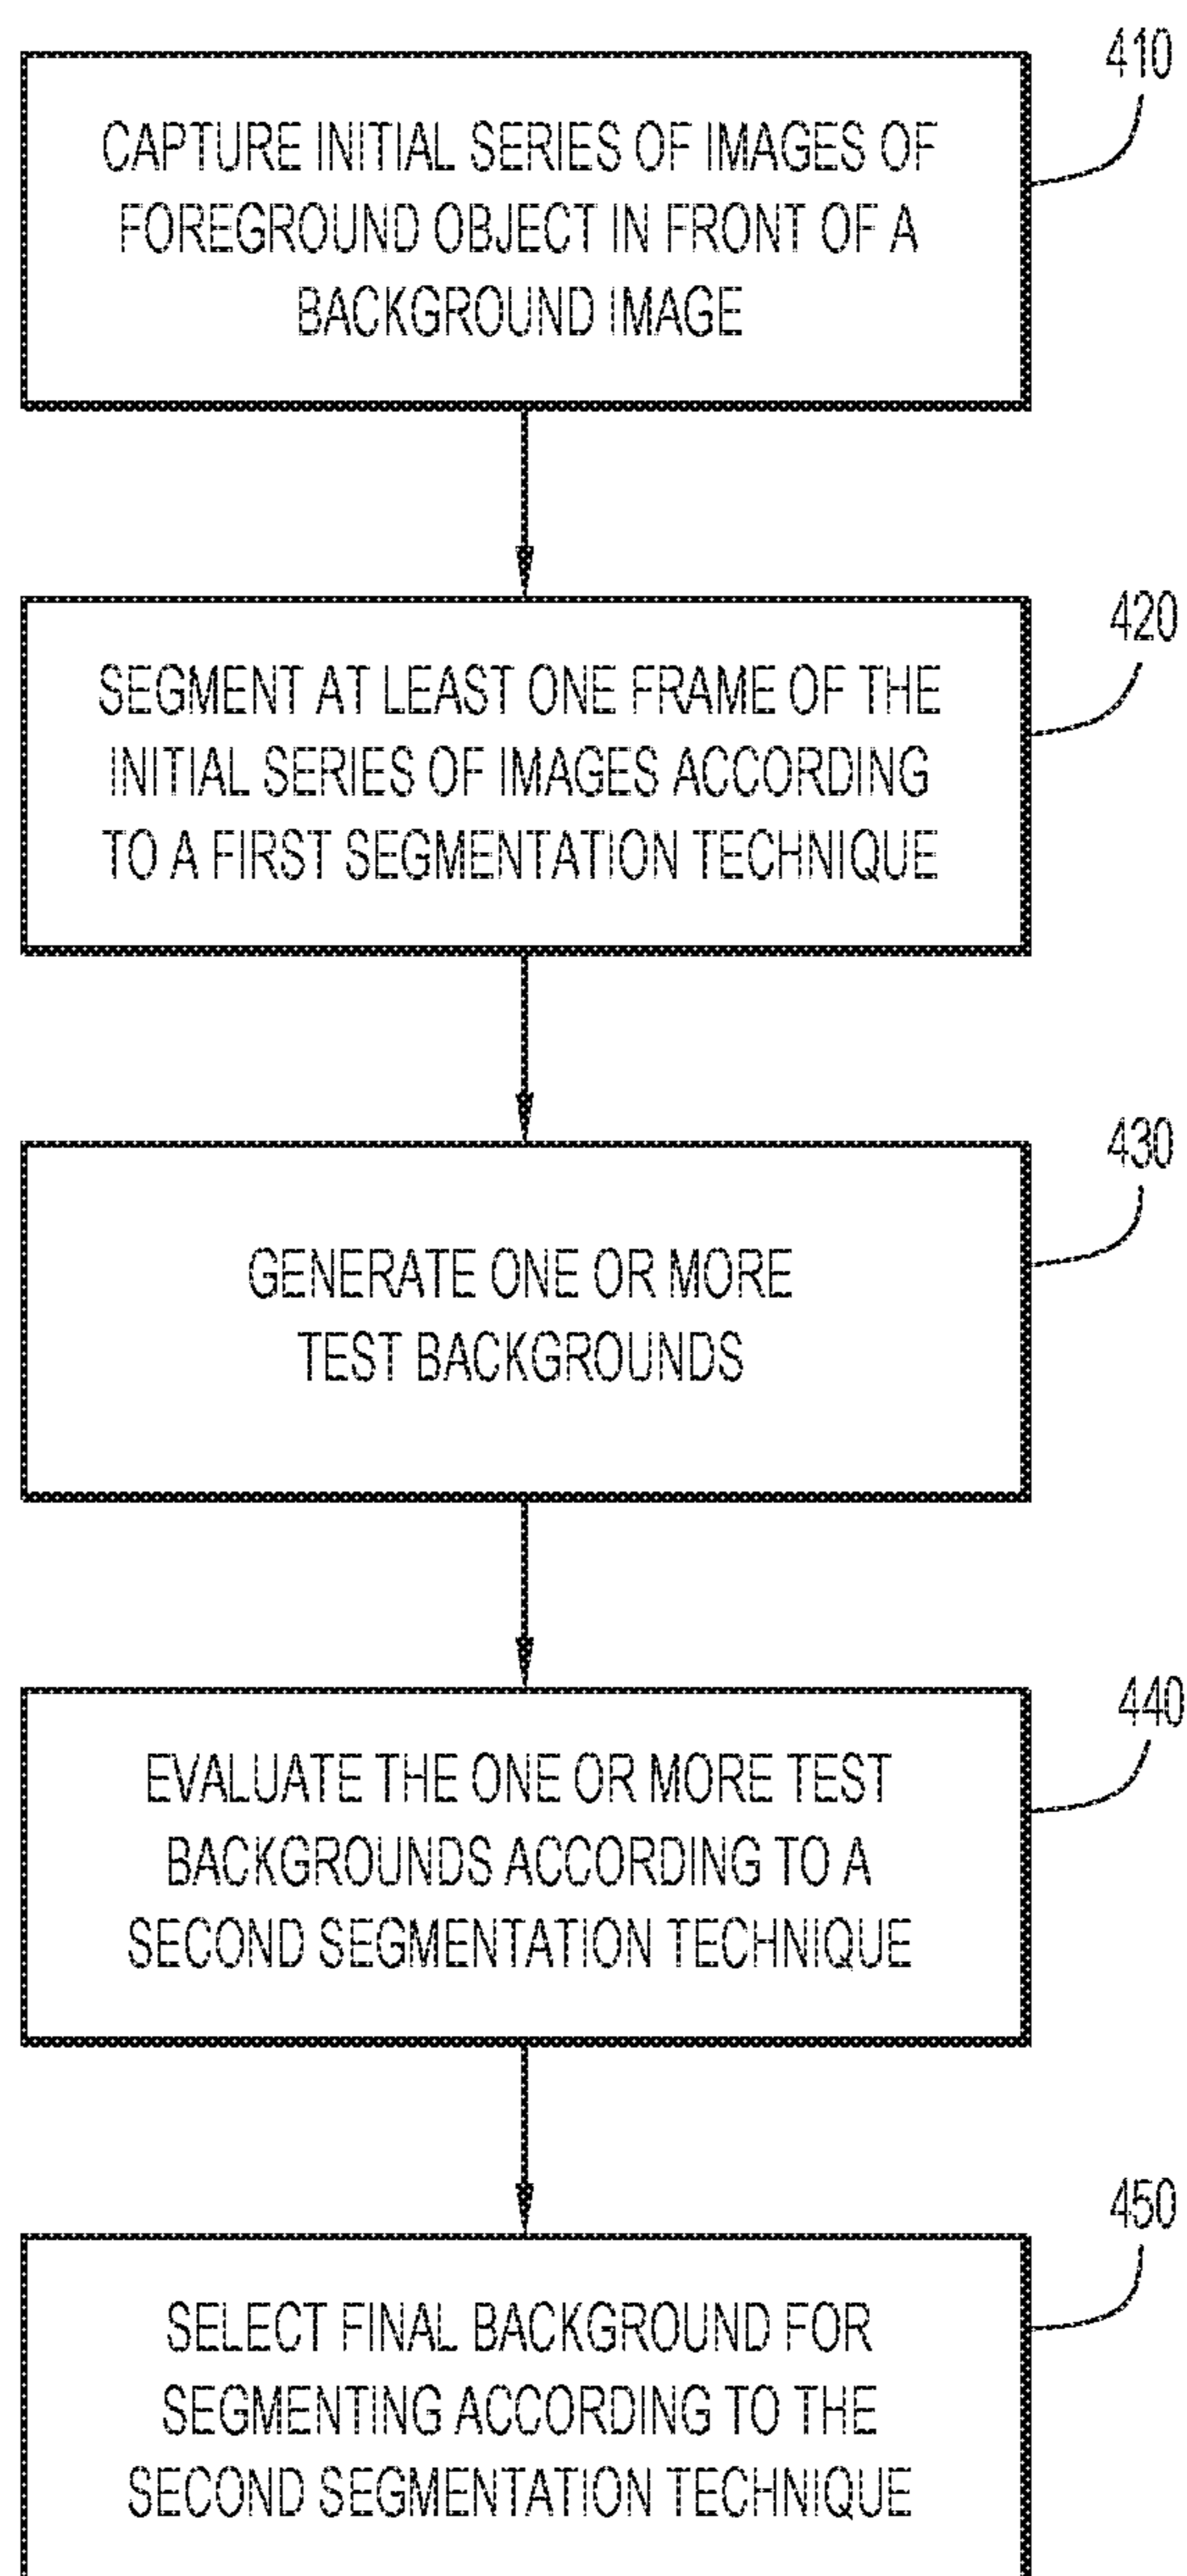 410
CAPTURE INITIAL SERIES OF IMAGES OF
FOREGROUND OBJECT IN FRONT OF A
BACKGROUND IMAGE
420
SEGMENT AT LEAST ONE FRAME OF THE
INITIAL SERIES OF IMAGES ACCORDING
TO A FIRST SEGMENTATION TECHNIQUE
430
GENERATE ONE OR MORE
TEST BACKGROUNDS
440
EVALUATE THE ONE OR MORE TEST
BACKGROUNDS ACCORDING TO A
SECOND SEGMENTATION TECHNIQUE
450
SELECT FINAL BACKGROUND FOR
SEGMENTING ACCORDING TO THE
SECOND SEGMENTATION TECHNIQUE